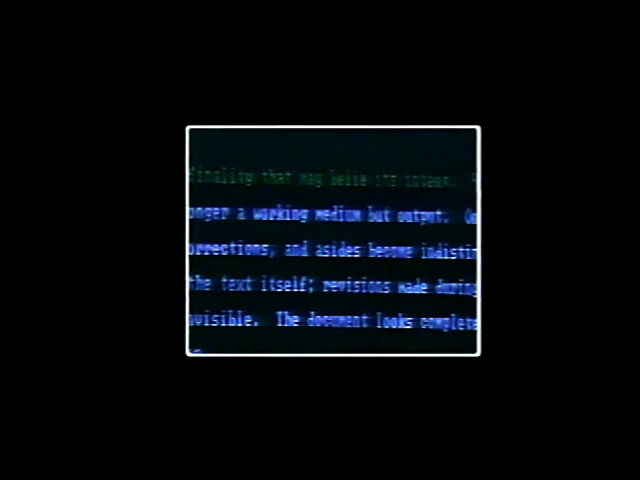 finality that may belie its intent.
onger a working medium but output.
orrections, and asides become indistin
the text itself; revisions made during
nvisible. The document looks complete